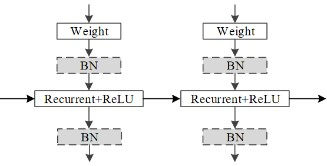 Weight Weight
BN BN
Recurrent+ReLU Recurrent+ReLU
BN BN